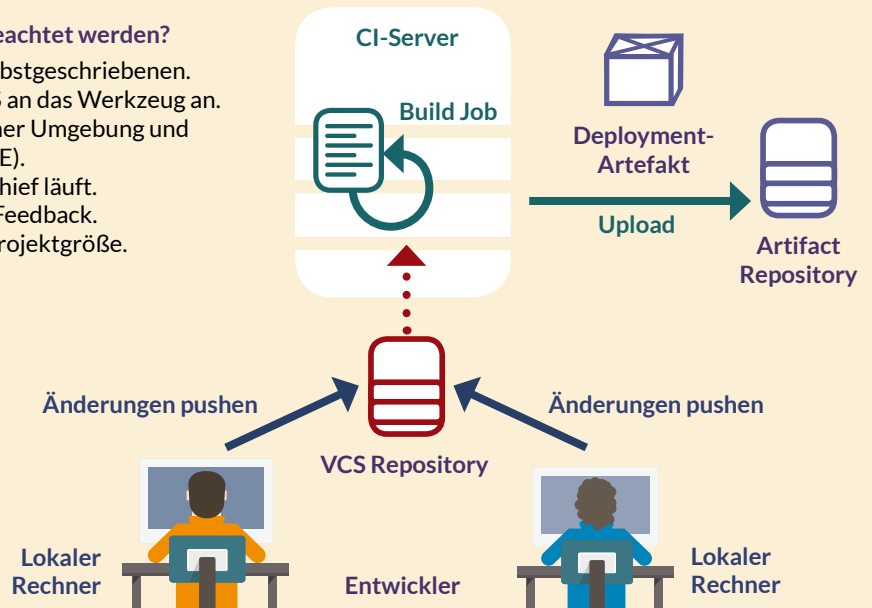 eachtet werden?
bstgeschriebenen.
an das Werkzeug an.
ner Umgebung und
E).
hief läuft.
Feedback.
rojektgröße.
CI-Server
Build Job
Deployment-
Artefakt
Upload
Artifact
Repository
Änderungen pushen
Änderungen pushen
VCS Repository
Lokaler
Rechner
Entwickler
Lokaler
Rechner